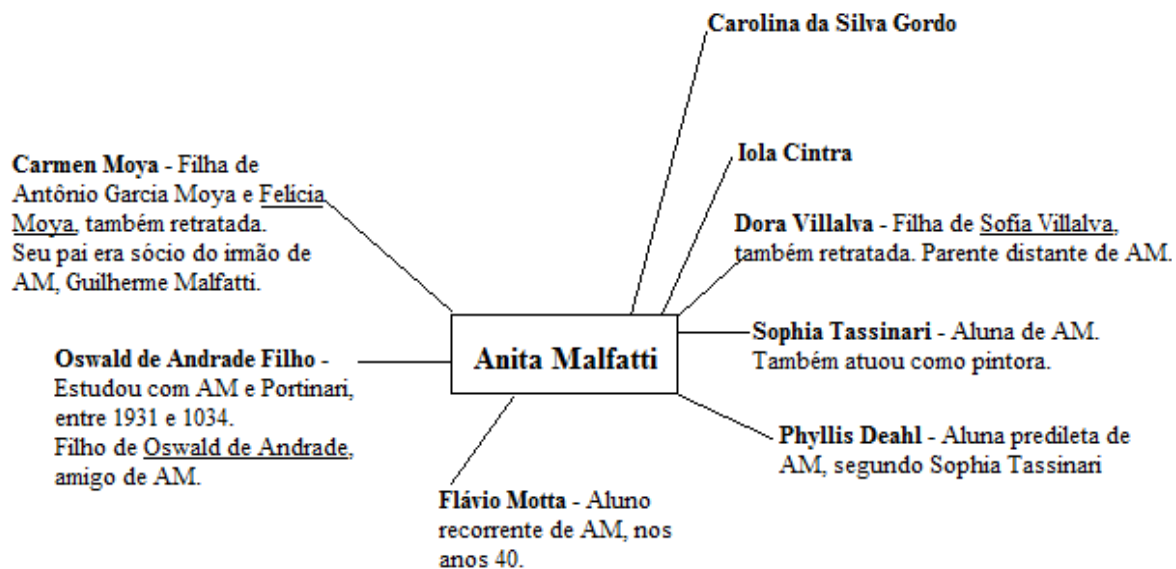 Carolina da Silva Gordo
Iola Cintra
Carmen Moya - Filha de
Antônio Garcia Moya e Felicia
Moya, também retratada.
Seu pai era sócio do irmão de
AM, Guilherme Malfatti.
Dora Villalva - Filha de Sofía Villalva,
também retratada. Parente distante de AM.
Sophia Tassinari - Aluna de AM.
Também atuou como pintora.
Anita Malfatti
Oswald de Andrade Filho -
Estudou com AM e Portinari,
entre 1931 e 1034.
Filho de Oswald de Andrade,
amigo de AM.
Phyllis Deahl - Aluna predileta de
AM, segundo Sophia Tassinari
Flávio Motta - Aluno
recorrente de AM, nos
anos 40.